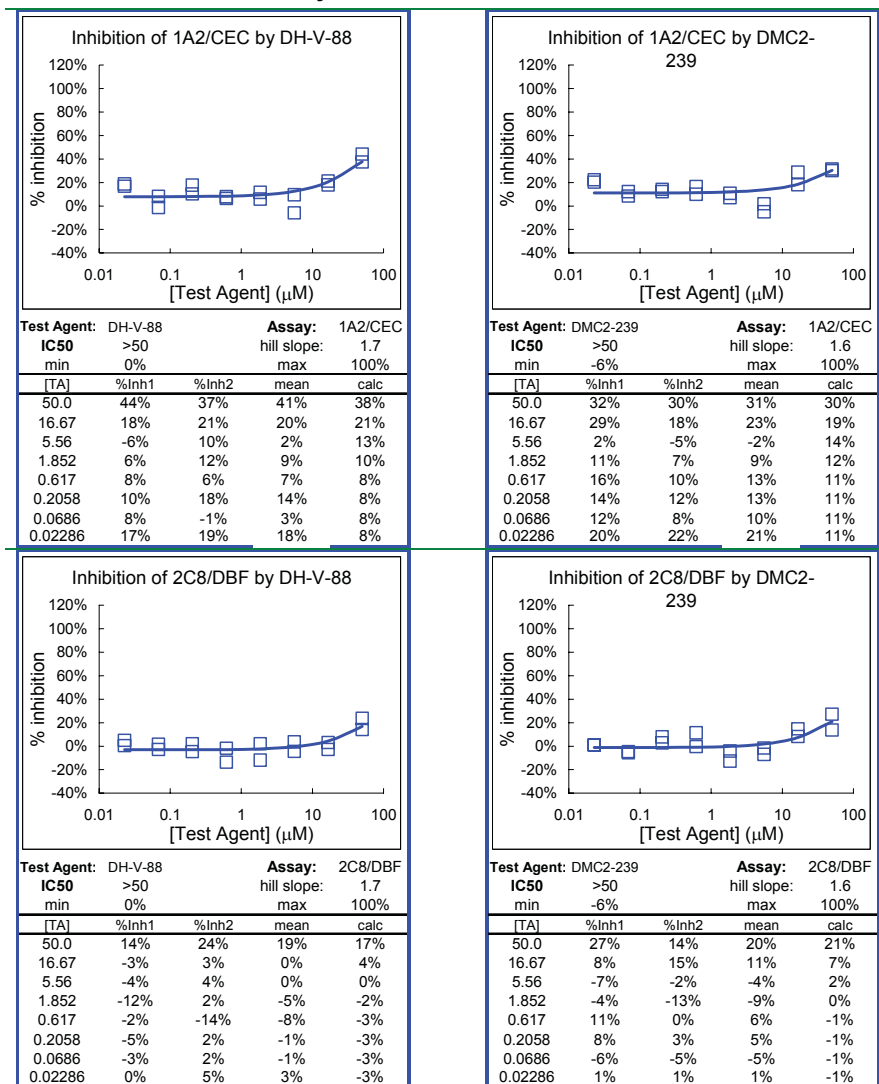 Inhibition of 1A2/CEC by DH-V-88
120%
100%
80%
60%
40%
20%
0%
-20%
-40%
% inhibition
0.01 0.1 1 10 100
[Test Agent] (μM)
Test Agent: DH-V-88 Assay: 1A2/CEC
IC50 >50 hill slope: 1.7
min 0% max 100%
[TA] %Inh1 %Inh2 mean calc
50.0 44% 37% 41% 38%
16.67 18% 21% 20% 21%
5.56 -6% 10% 2% 13%
1.852 6% 12% 9% 10%
0.617 8% 6% 7% 8%
0.2058 10% 18% 14% 8%
0.0686 8% -1% 3% 8%
0.02286 17% 19% 18% 8%
Inhibition of 1A2/CEC by DMC2-
239
120%
100%
80%
60%
40%
20%
0%
-20%
-40%
% inhibition
0.01 0.1 1 10 100
[Test Agent] (μM)
Test Agent: DMC2-239 Assay: 1A2/CEC
IC50 >50 hill slope: 1.6
min -6% max 100%
[TA] %Inh1 %Inh2 mean calc
50.0 32% 30% 31% 30%
16.67 29% 18% 23% 19%
5.56 2% -5% -2% 14%
1.852 11% 7% 9% 12%
0.617 16% 10% 13% 11%
0.2058 14% 12% 13% 11%
0.0686 12% 8% 10% 11%
0.02286 20% 22% 21% 11%
Inhibition of 2C8/DBF by DH-V-88
120%
100%
80%
60%
40%
20%
0%
-20%
-40%
% inhibition
0.01 0.1 1 10 100
[Test Agent] (μM)
Test Agent: DH-V-88 Assay: 2C8/DBF
IC50 >50 hill slope: 1.7
min 0% max 100%
[TA] %Inh1 %Inh2 mean calc
50.0 14% 24% 19% 17%
16.67 -3% 3% 0% 4%
5.56 -4% 4% 0% 0%
1.852 -12% 2% -5% -2%
0.617 -2% -14% -8% -3%
0.2058 -5% 2% -1% -3%
0.0686 -3% 2% -1% -3%
0.02286 0% 5% 3% -3%
Inhibition of 2C8/DBF by DMC2-
239
120%
100%
80%
60%
40%
20%
0%
-20%
-40%
% inhibition
0.01 0.1 1 10 100
[Test Agent] (μM)
Test Agent: DMC2-239 Assay: 2C8/DBF
IC50 >50 hill slope: 1.6
min -6% max 100%
[TA] %Inh1 %Inh2 mean calc
50.0 27% 14% 20% 21%
16.67 8% 15% 11% 7%
5.56 -7% -2% -4% 2%
1.852 -4% -13% -9% 0%
0.617 11% 0% 6% -1%
0.2058 8% 3% 5% -1%
0.0686 -6% -5% -5% -1%
0.02286 1% 1% 1% -1%